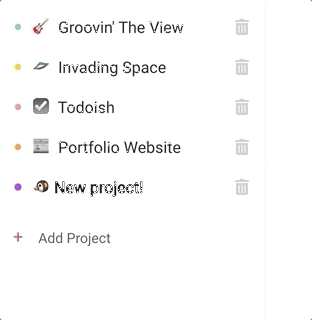 Groovin' The View
Invading Space
Todoish
Portfolio Website
New project!
Add Project